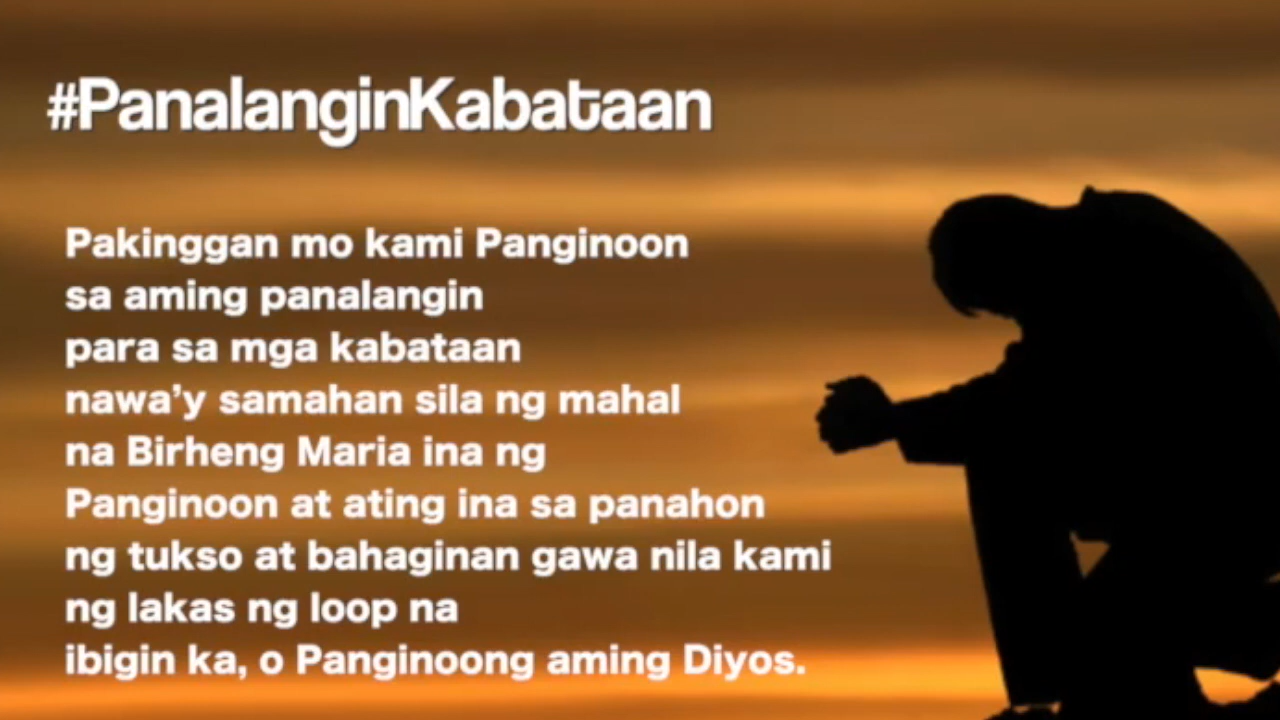 #PanalanginKabataan
Pakinggan mo kami Panginoon
sa aming panalangin
para sa mga kabataan
nawa’y samahan sila ng mahal
na Birheng Maria ina ng
Panginoon at ating ina sa panahon
ng tukso at bahaginan gawa nila kami
ng lakas ng loop na
ibigin ka, o Panginoong aming Diyos.